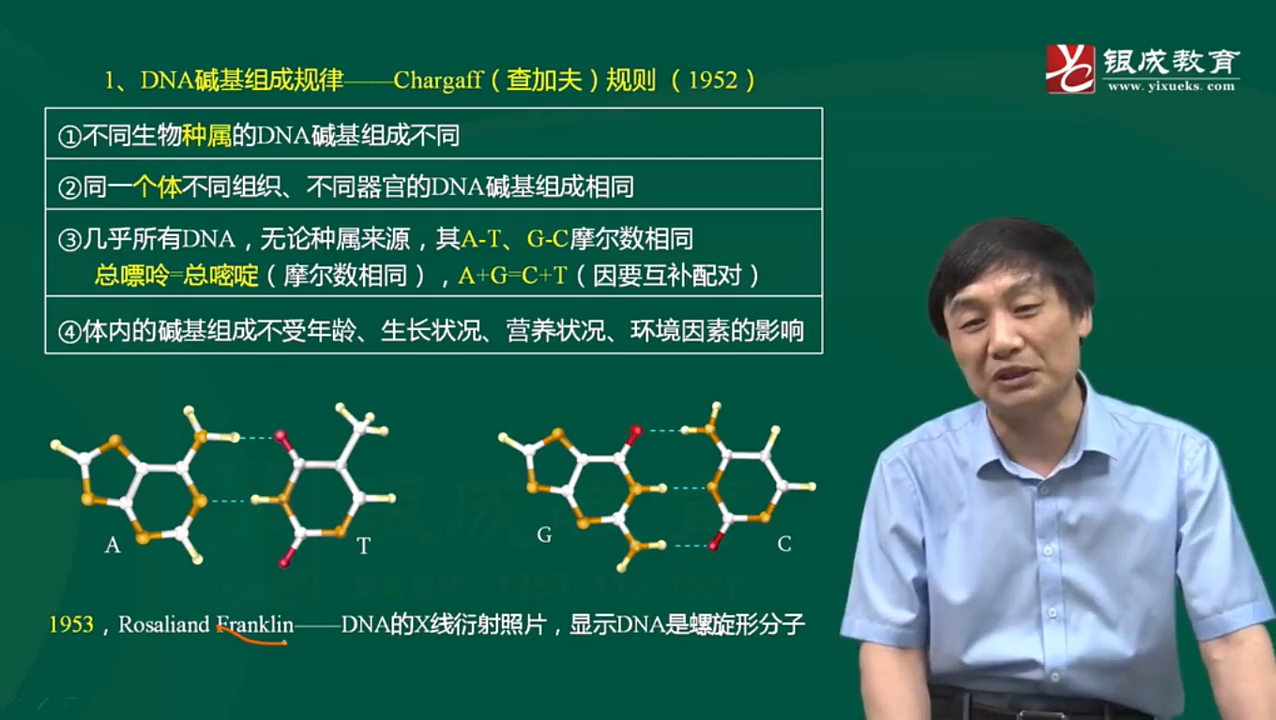 1、DNA碱基组成规律——Chargaff（查加夫）规则（1952）
银成教育
www.yixueks.com
①不同生物种属的DNA碱基组成不同
②同一个体不同组织、不同器官的DNA碱基组成相同
③几乎所有DNA，无论种属来源，其A-T、G-C摩尔数相同
总嘌呤=总嘧啶（摩尔数相同），A+G=C+T（因要互补配对）
④体内的碱基组成不受年龄、生长状况、营养状况、环境因素的影响
A
T
G
C
1953，Rosaliand Franklin——DNA的X线衍射照片，显示DNA是螺旋形分子